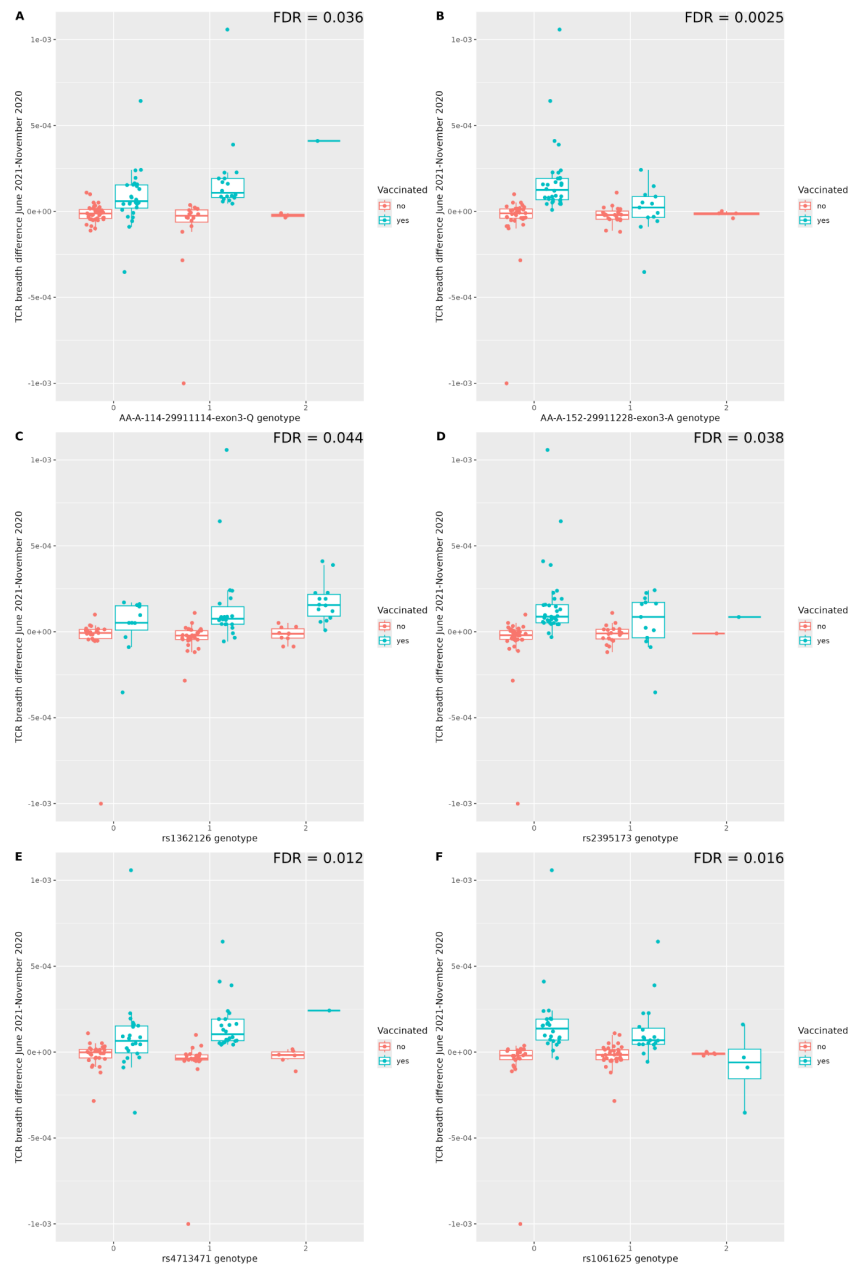 A
FDR = 0.036
TCR breadth difference June 2021-November 2020
1e-03
5e-04
0e+00
-5e-04
-1e-03
0 1 2
AA-A-114-29911114-exon3-Q genotype
Vaccinated
no
yes
B
FDR = 0.0025
TCR breadth difference June 2021-November 2020
1e-03
5e-04
0e+00
-5e-04
-1e-03
0 1 2
AA-A-152-29911228-exon3-A genotype
Vaccinated
no
yes
C
FDR = 0.044
TCR breadth difference June 2021-November 2020
1e-03
5e-04
0e+00
-5e-04
-1e-03
0 1 2
rs1362126 genotype
Vaccinated
no
yes
D
FDR = 0.038
TCR breadth difference June 2021-November 2020
1e-03
5e-04
0e+00
-5e-04
-1e-03
0 1 2
rs2395173 genotype
Vaccinated
no
yes
E
FDR = 0.012
TCR breadth difference June 2021-November 2020
1e-03
5e-04
0e+00
-5e-04
-1e-03
0 1 2
rs4713471 genotype
Vaccinated
no
yes
F
FDR = 0.016
TCR breadth difference June 2021-November 2020
1e-03
5e-04
0e+00
-5e-04
-1e-03
0 1 2
rs1061625 genotype
Vaccinated
no
yes